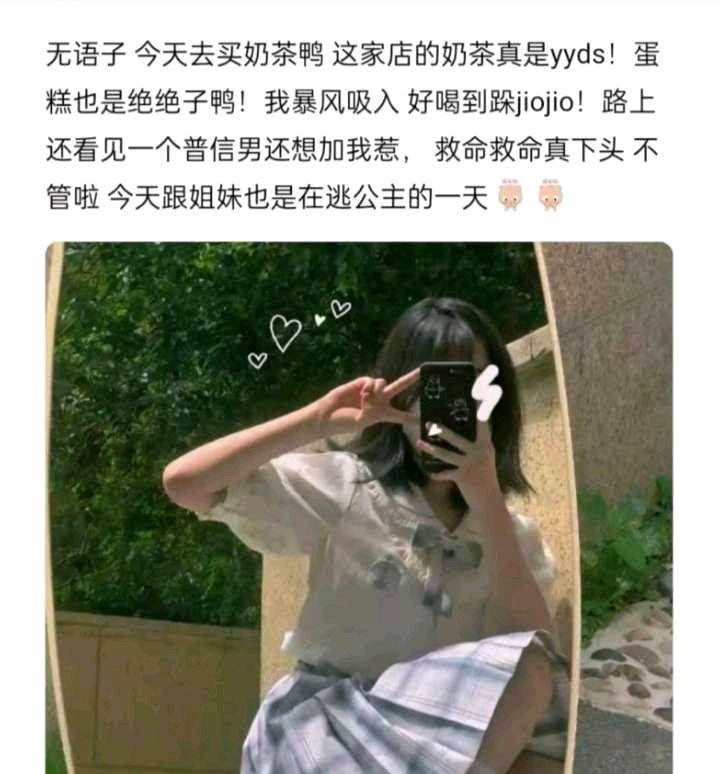 无语子 今天去买奶茶鸭 这家店的奶茶真是yyds！蛋
糕也是绝绝子鸭！我暴风吸入 好喝到跺jiojio！路上
还看见一个普信男还想加我惹， 救命救命真下头 不
管啦 今天跟姐妹也是在逃公主的一天